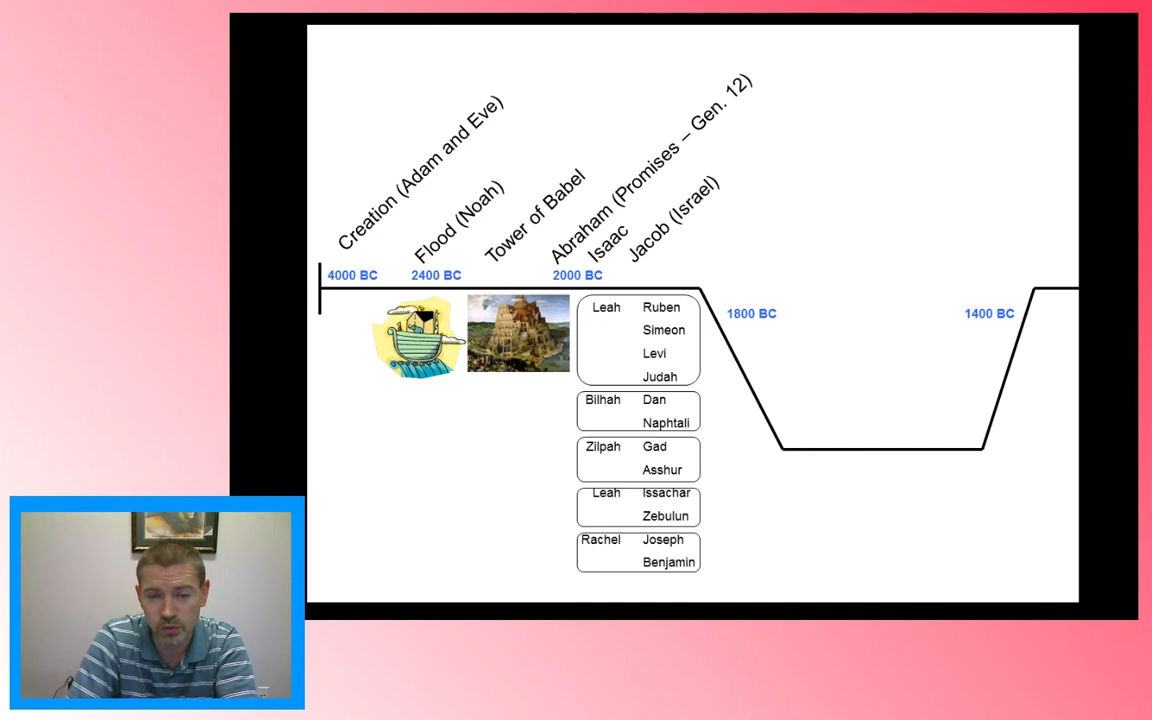 Creation (Adam and Eve)
Flood (Noah)
Tower of Babel
Abraham (Promises – Gen. 12)
Isaac
Jacob (Israel)
4000 BC
2400 BC
2000 BC
1800 BC
1400 BC
Leah Ruben
Simeon
Levi
Judah
Bilhah Dan
Naphtali
Zilpah Gad
Asshur
Leah Issachar
Zebulun
Rachel Joseph
Benjamin